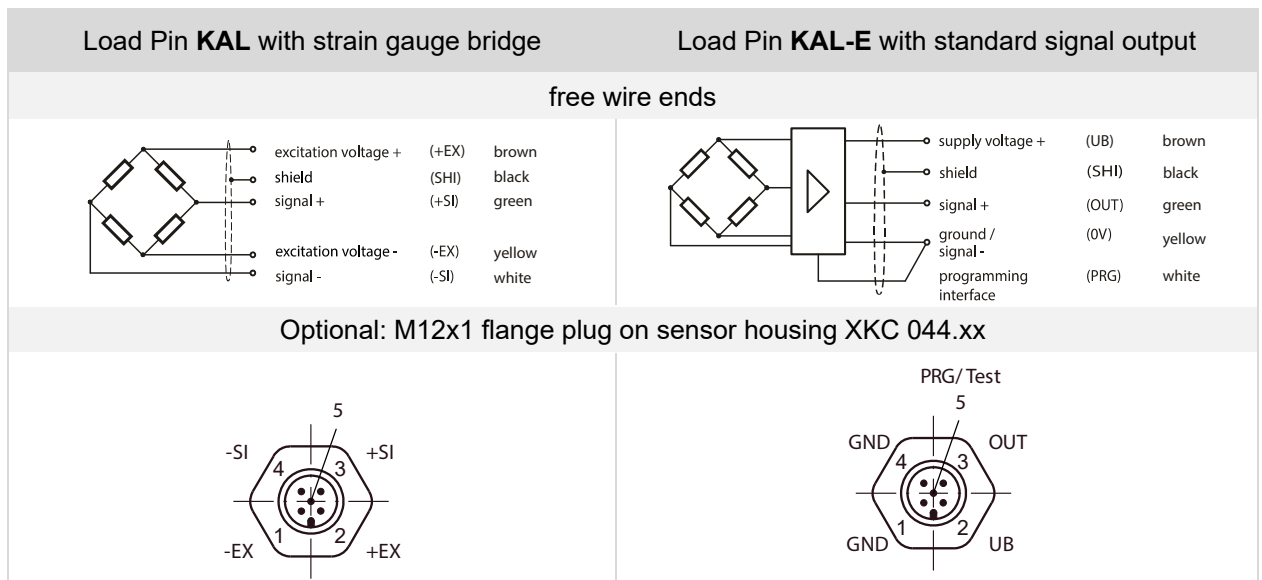 Load Pin KAL with strain gauge bridge
Load Pin KAL-E with standard signal output
free wire ends
excitation voltage + (+EX) brown
shield (SHI) black
signal + (+SI) green
excitation voltage - (-EX) yellow
signal - (-SI) white
supply voltage + (UB) brown
shield (SHI) black
signal + (OUT) green
ground / (0V) yellow
signal -
programming (PRG) white
interface
Optional: M12x1 flange plug on sensor housing XKC 044.xx
5
-SI +SI
4 3
1 2
-EX +EX
PRG/Test
5
GND OUT
4 3
1 2
GND UB